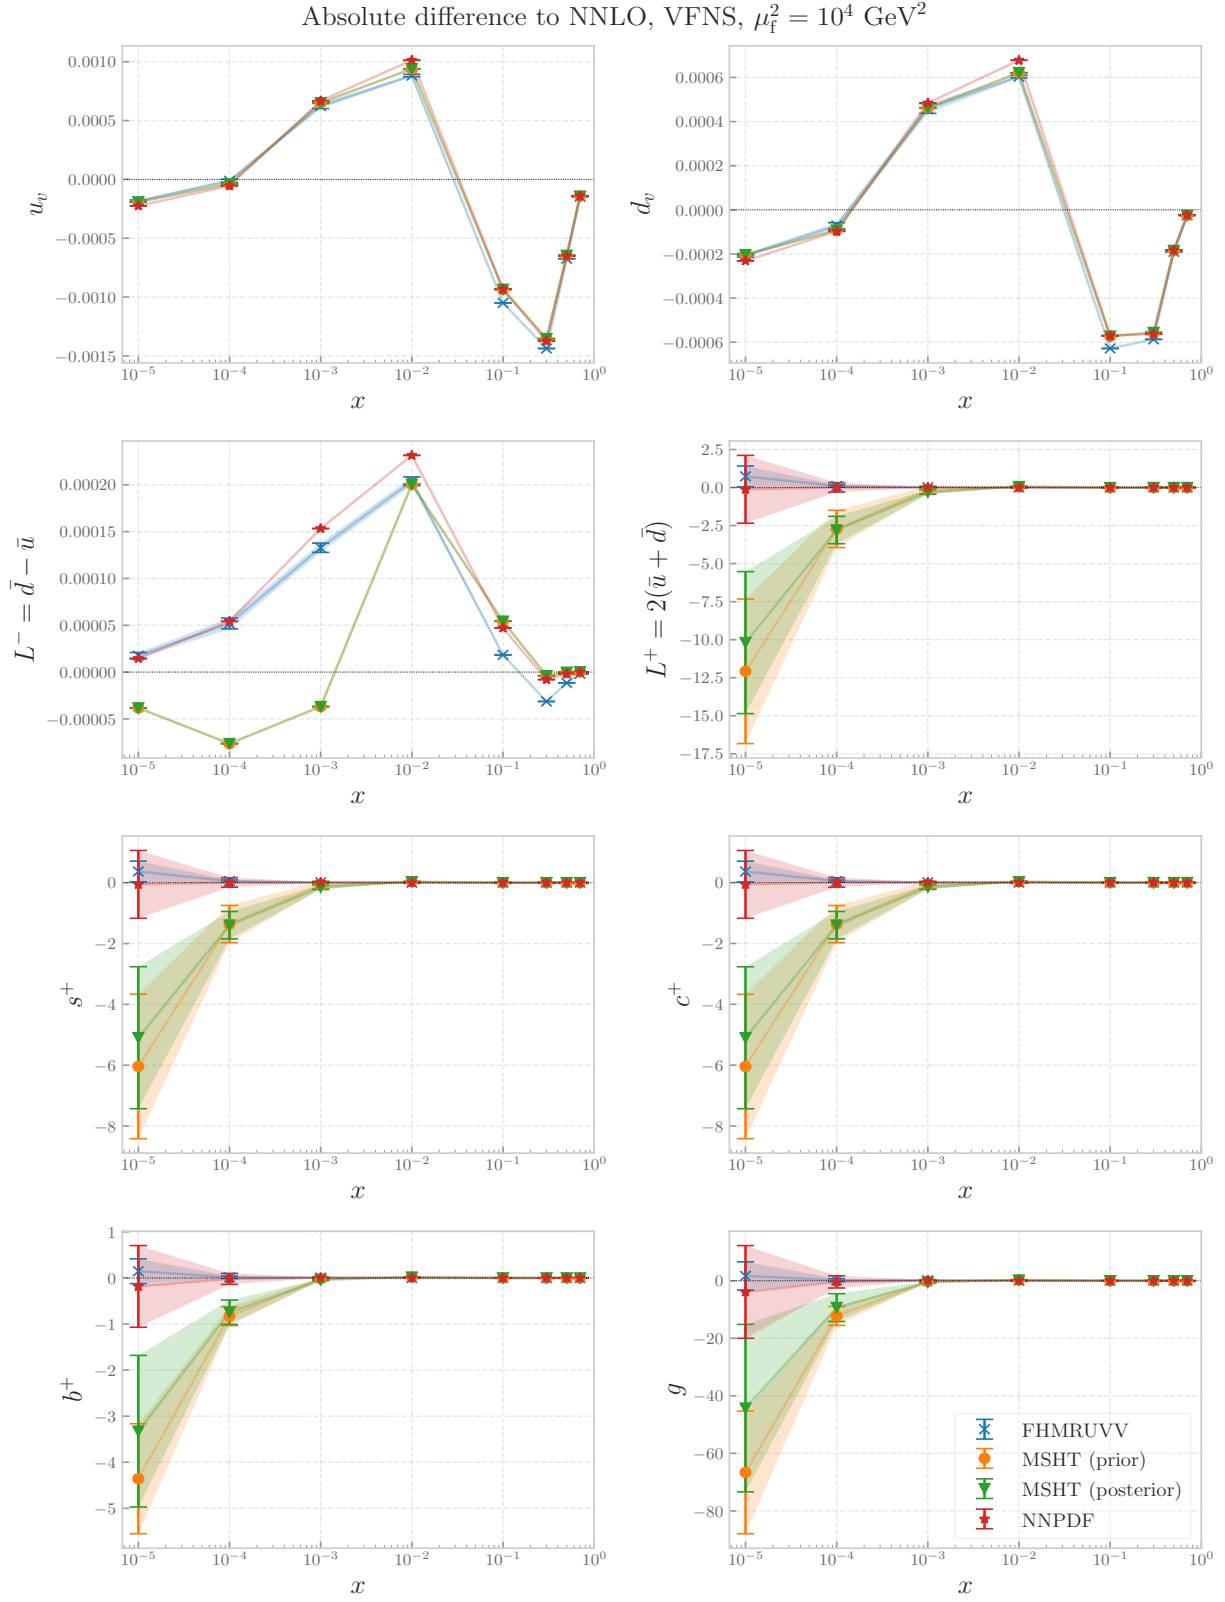 Absolute difference to NNLO, VFNS, μ_f^2 = 10^4 GeV^2
0.0010
0.0005
0.0000
−0.0005
−0.0010
−0.0015
u_v
10^−5 10^−4 10^−3 10^−2 10^−1 10^0
x
0.0006
0.0004
0.0002
0.0000
−0.0002
−0.0004
−0.0006
d_v
10^−5 10^−4 10^−3 10^−2 10^−1 10^0
x
0.00020
0.00015
0.00010
0.00005
0.00000
−0.00005
L^− = d̄ − ū
10^−5 10^−4 10^−3 10^−2 10^−1 10^0
x
2.5
0.0
−2.5
−5.0
−7.5
−10.0
−12.5
−15.0
−17.5
L^+ = 2(ū + d̄)
10^−5 10^−4 10^−3 10^−2 10^−1 10^0
x
0
−2
−4
−6
−8
s^+
10^−5 10^−4 10^−3 10^−2 10^−1 10^0
x
0
−2
−4
−6
−8
c^+
10^−5 10^−4 10^−3 10^−2 10^−1 10^0
x
1
0
−1
−2
−3
−4
−5
b^+
10^−5 10^−4 10^−3 10^−2 10^−1 10^0
x
0
−20
−40
−60
−80
g
FHMRUVV
MSHT (prior)
MSHT (posterior)
NNPDF
10^−5 10^−4 10^−3 10^−2 10^−1 10^0
x